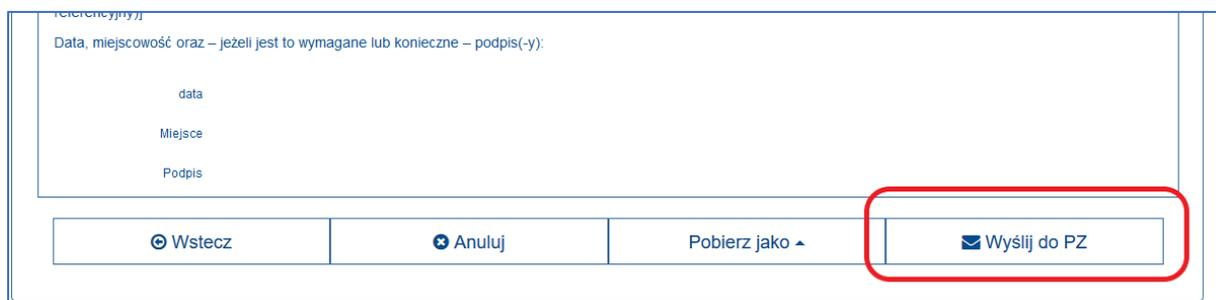 referencyjny)]
Data, miejscowość oraz – jeżeli jest to wymagane lub konieczne – podpis(-y):
data
Miejsce
Podpis
Wstecz Anuluj Pobierz jako Wyślij do PZ